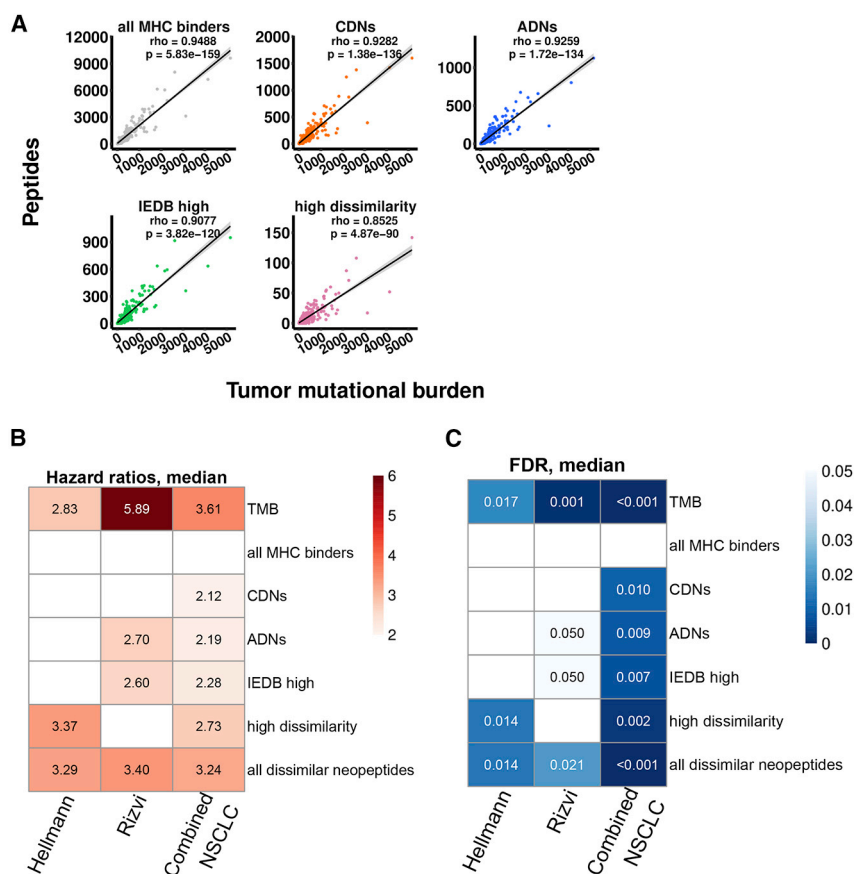 A
all MHC binders
rho = 0.9488
p = 5.83e−159
12000
9000
6000
3000
0
0
1000
2000
3000
4000
5000
CDNs
rho = 0.9282
p = 1.38e−136
2000
1500
1000
500
0
0
1000
2000
3000
4000
5000
ADNs
rho = 0.9259
p = 1.72e−134
1000
500
0
0
1000
2000
3000
4000
5000
Peptides
IEDB high
rho = 0.9077
p = 3.82e−120
900
600
300
0
0
1000
2000
3000
4000
5000
high dissimilarity
rho = 0.8525
p = 4.87e−90
150
100
50
0
0
1000
2000
3000
4000
5000
Tumor mutational burden
B
Hazard ratios, median
2.83 5.89 3.61 TMB
all MHC binders
2.12 CDNs
2.70 2.19 ADNs
2.60 2.28 IEDB high
3.37 2.73 high dissimilarity
3.29 3.40 3.24 all dissimilar neopeptides
Hellmann
Rizvi
Combined
NSCLC
6
5
4
3
2
C
FDR, median
0.017 0.001 <0.001 TMB
all MHC binders
0.010 CDNs
0.050 0.009 ADNs
0.050 0.007 IEDB high
0.014 0.002 high dissimilarity
0.014 0.021 <0.001 all dissimilar neopeptides
Hellmann
Rizvi
Combined
NSCLC
0.05
0.04
0.03
0.02
0.01
0